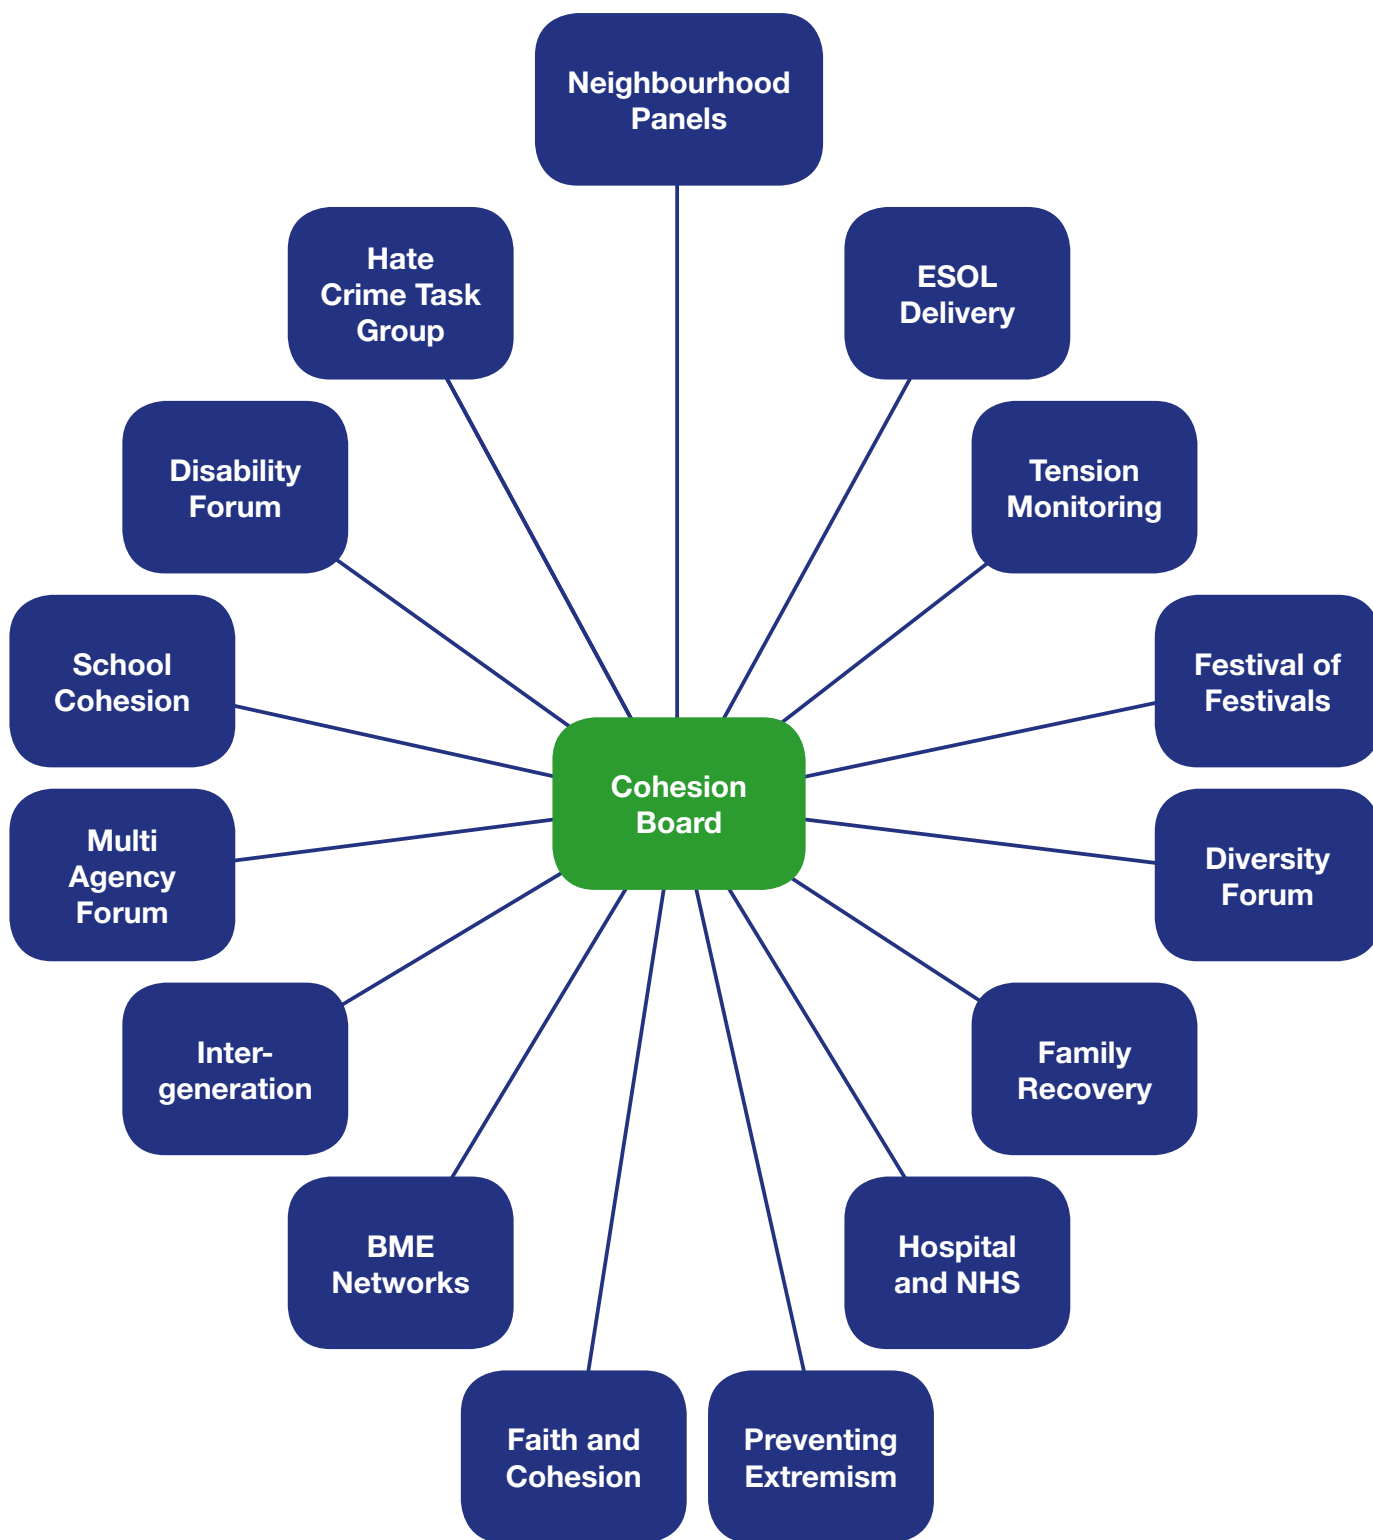 Neighbourhood
Panels
Hate
Crime Task
Group
ESOL
Delivery
Disability
Forum
Tension
Monitoring
School
Cohesion
Festival of
Festivals
Cohesion
Board
Multi
Agency
Forum
Diversity
Forum
Inter-
generation
Family
Recovery
BME
Networks
Hospital
and NHS
Faith and
Cohesion
Preventing
Extremism